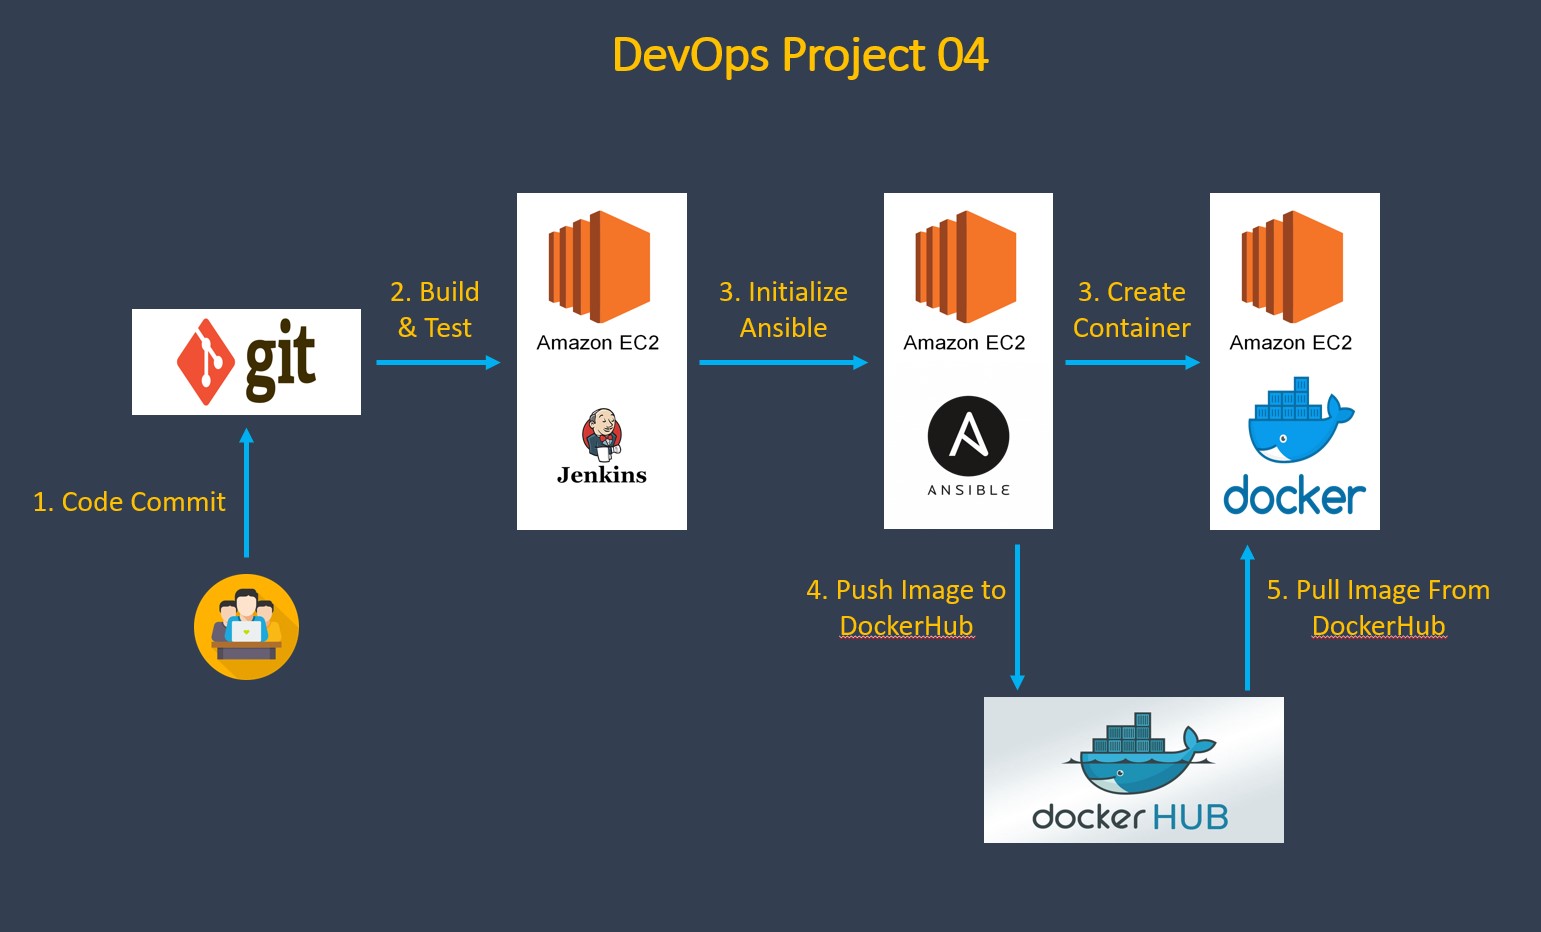 DevOps Project 04
2. Build
& Test
3. Initialize
Ansible
3. Create
Container
Amazon EC2
Amazon EC2
Amazon EC2
git
Jenkins
ANSIBLE
docker
1. Code Commit
4. Push Image to
DockerHub
5. Pull Image From
DockerHub
docker HUB